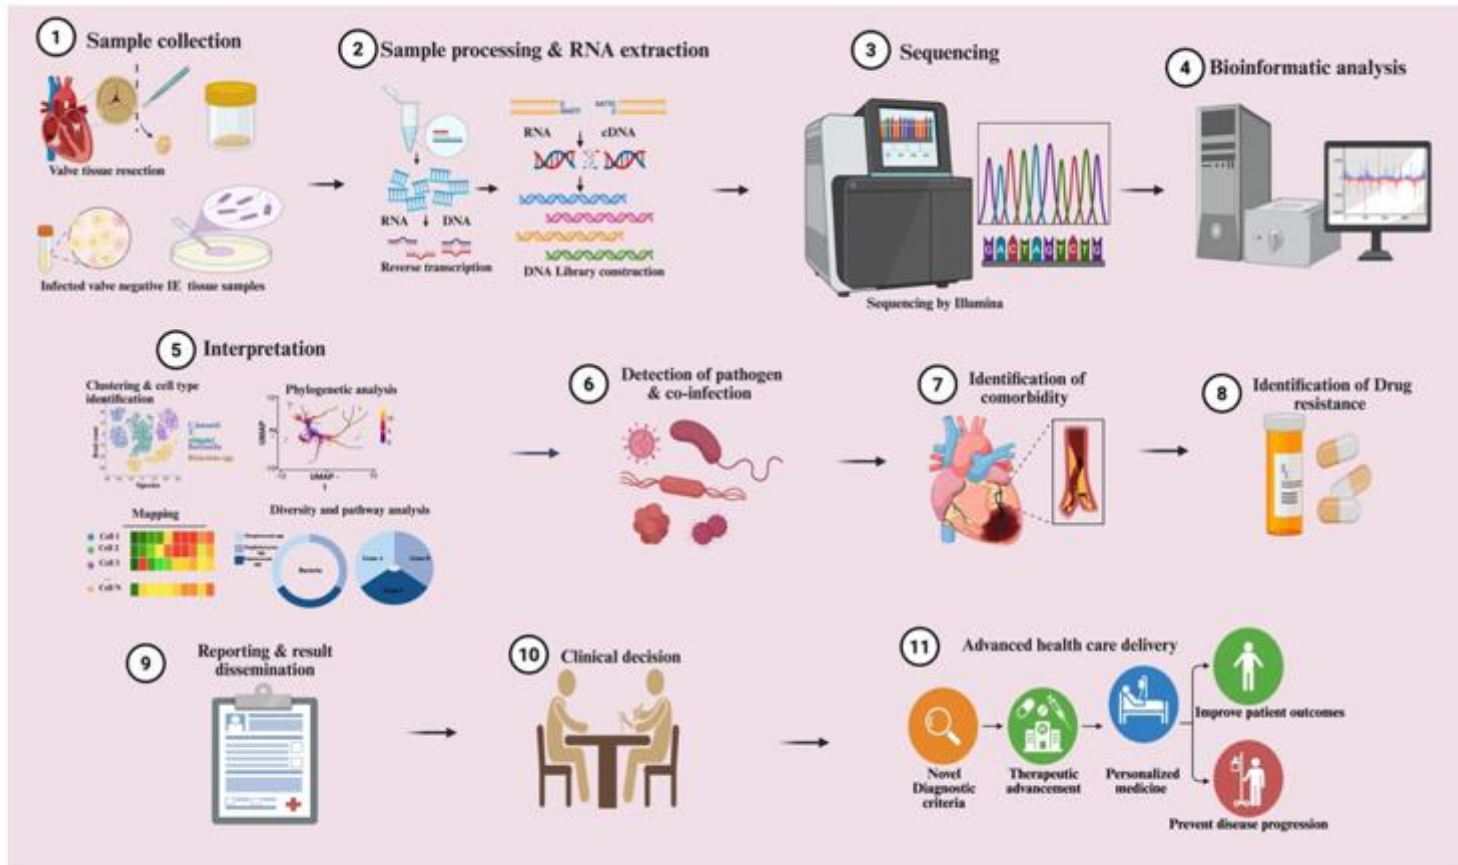 1
Sample collection
Valve tissue resection
Infected valve negative IE tissue samples
2
Sample processing & RNA extraction
RNA
cDNA
RNA
DNA
Reverse transcription
DNA Library construction
3
Sequencing
GACTAGTCTG
Sequencing by Illumina
4
Bioinformatic analysis
5
Interpretation
Clustering & cell type
identification
Species
Phylogenetic analysis
UMAP
UMAP -
1
Mapping
Cell 1
Cell 2
Cell 3
...
Cell N
Diversity and pathway analysis
Bacteria
6
Detection of pathogen
& co-infection
7
Identification of
comorbidity
8
Identification of Drug
resistance
9
Reporting & result
dissemination
10
Clinical decision
11
Advanced health care delivery
Novel
Diagnostic
criteria
Therapeutic
advancement
Personalized
medicine
Improve patient outcomes
Prevent disease progression